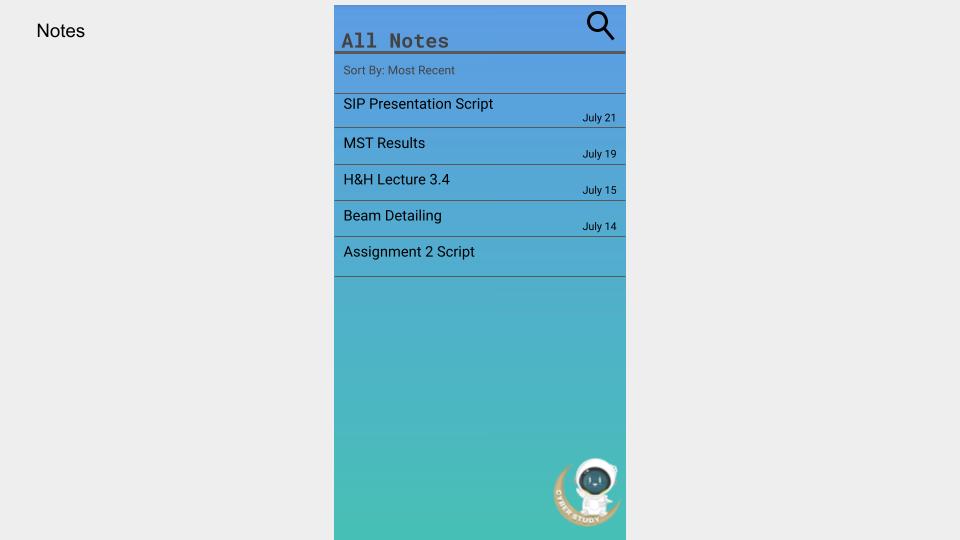 Notes
All Notes
Sort By: Most Recent
SIP Presentation Script
July 21
MST Results
July 19
H&H Lecture 3.4
July 15
Beam Detailing
July 14
Assignment 2 Script
CYBER STUDY